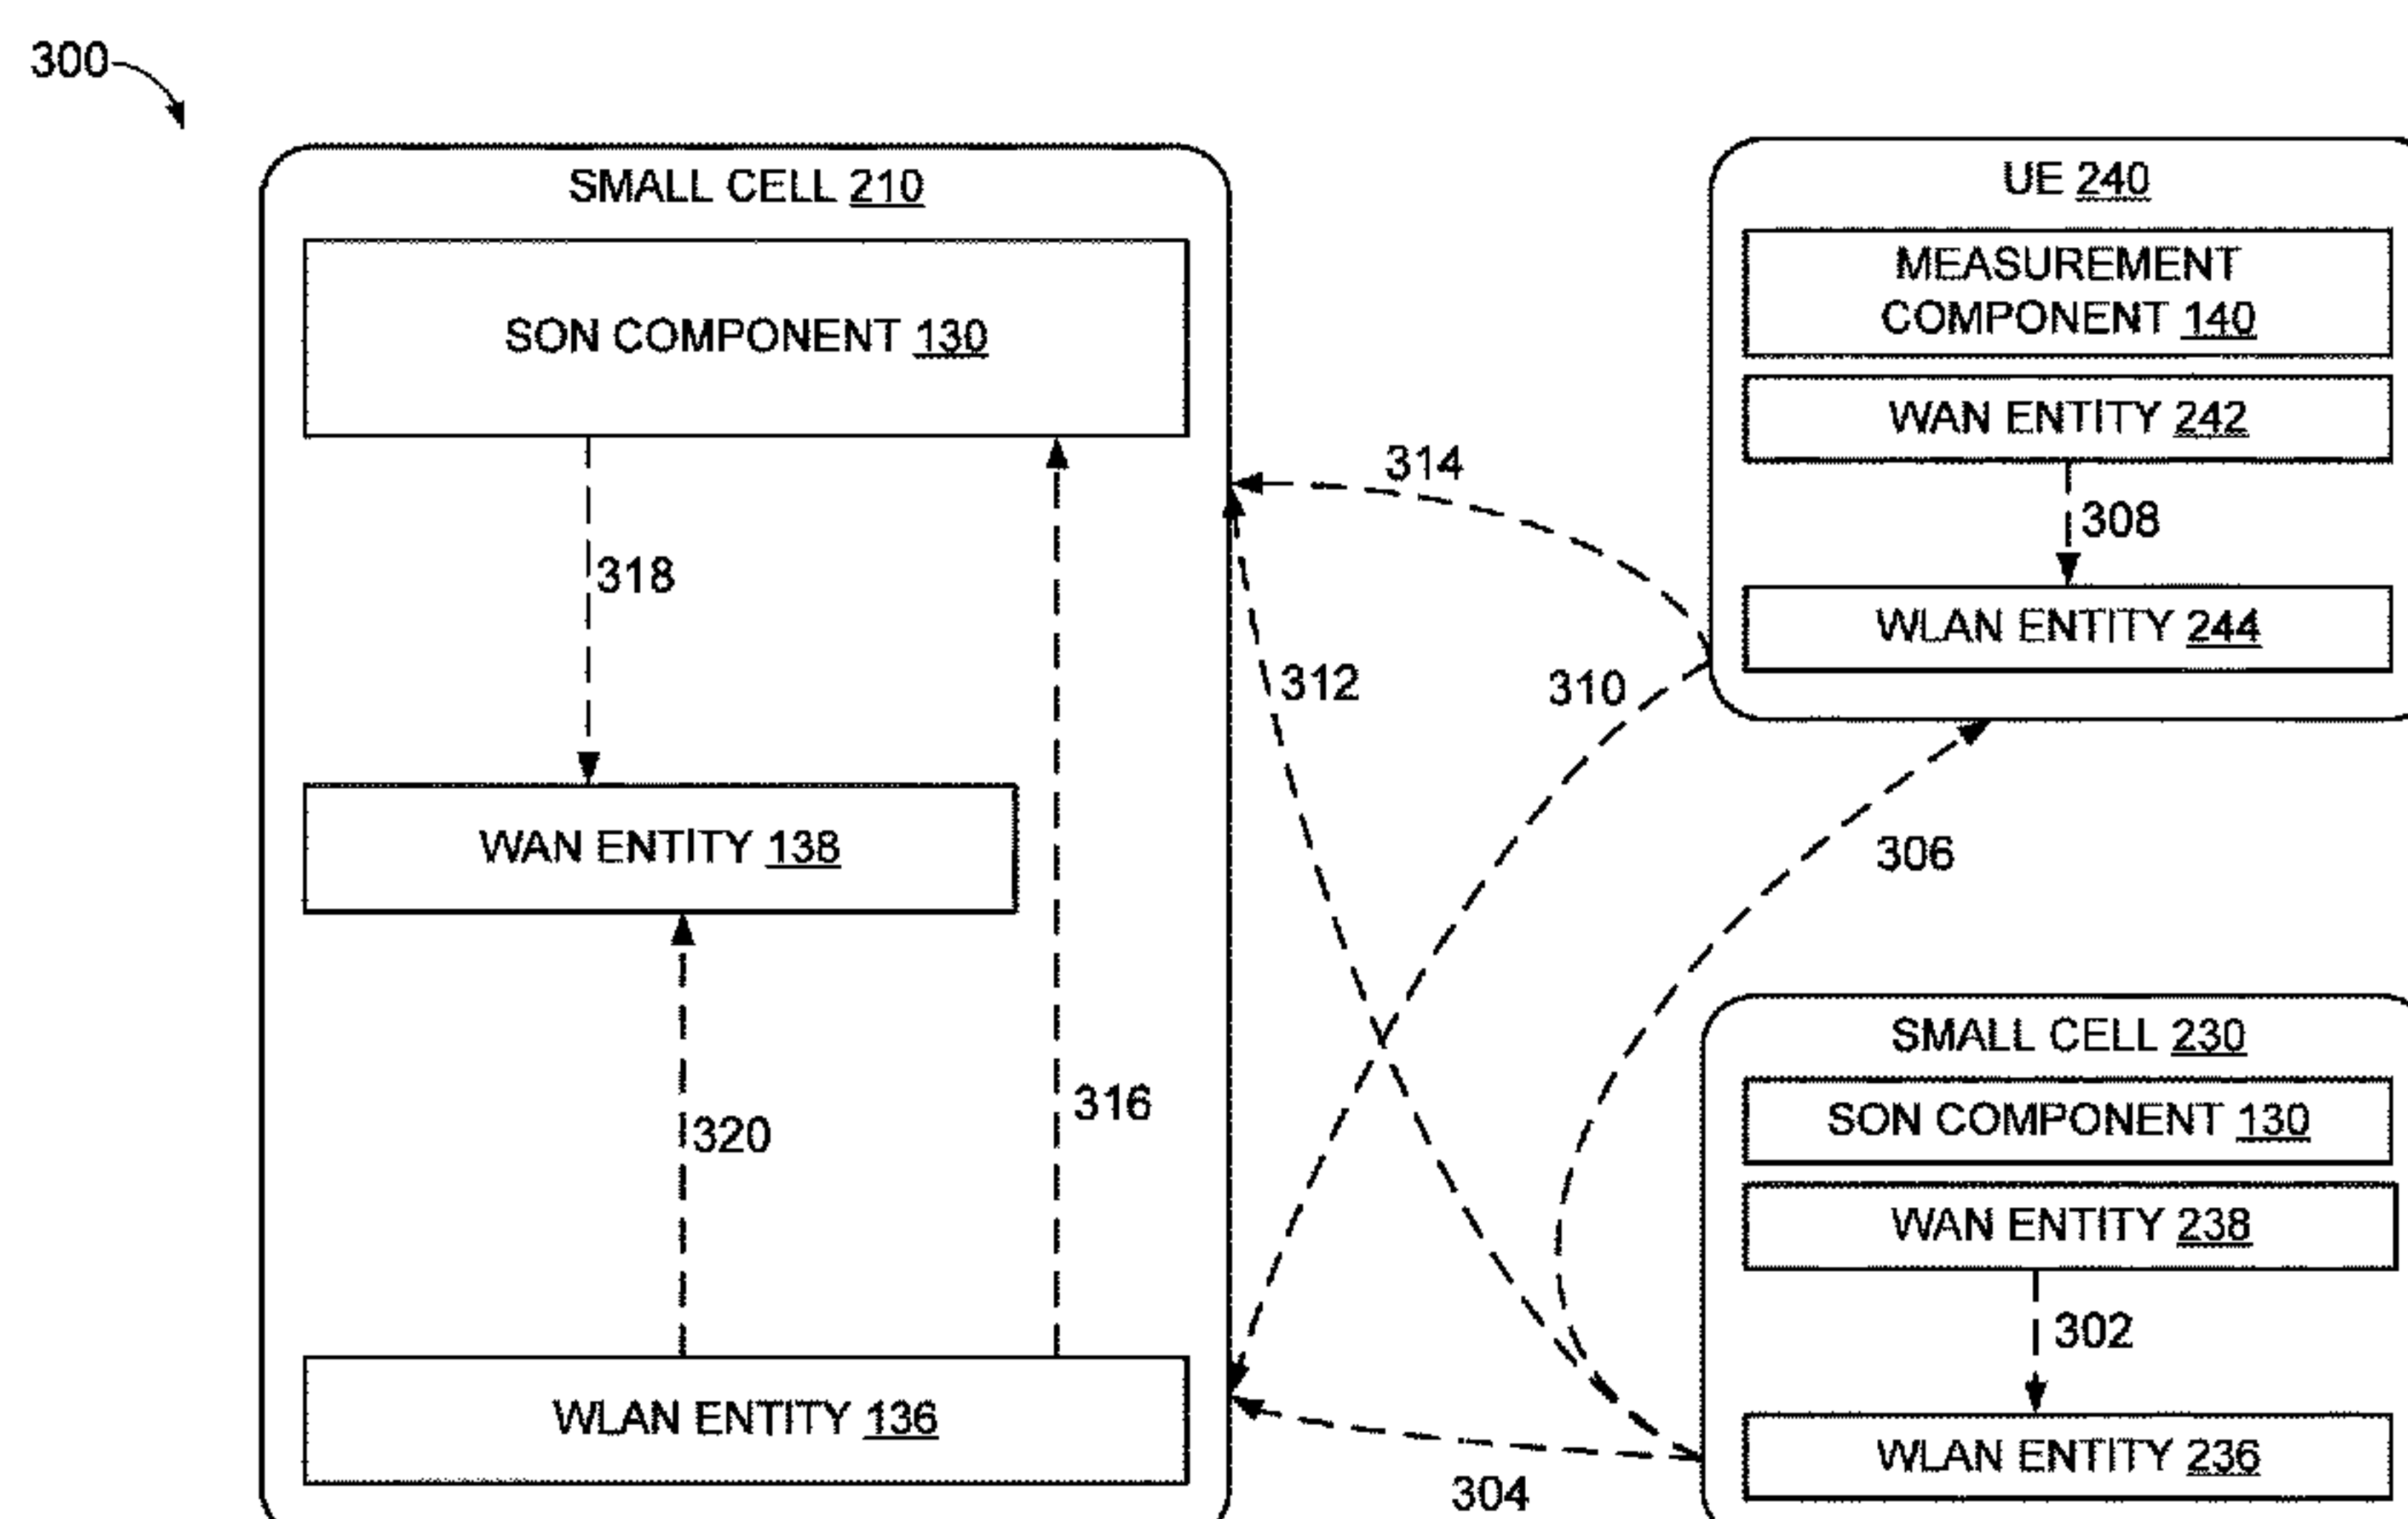 300
SMALL CELL 210
SON COMPONENT 130
318
WAN ENTITY 138
320
316
WLAN ENTITY 136
314
312
310
306
304
UE 240
MEASUREMENT
COMPONENT 140
WAN ENTITY 242
308
WLAN ENTITY 244
SMALL CELL 230
SON COMPONENT 130
WAN ENTITY 238
302
WLAN ENTITY 236